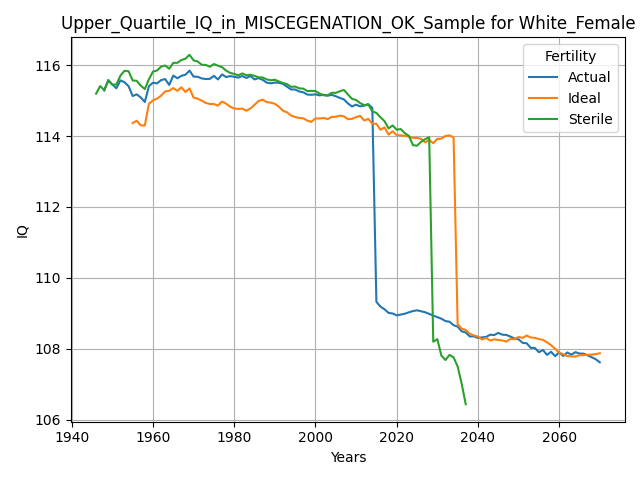 Upper_Quartile_IQ_in_MISCEGENATION_OK_Sample for White_Female
Fertility
Actual
Ideal
Sterile
IQ
116
114
112
110
108
106
1940
1960
1980
2000
2020
2040
2060
Years